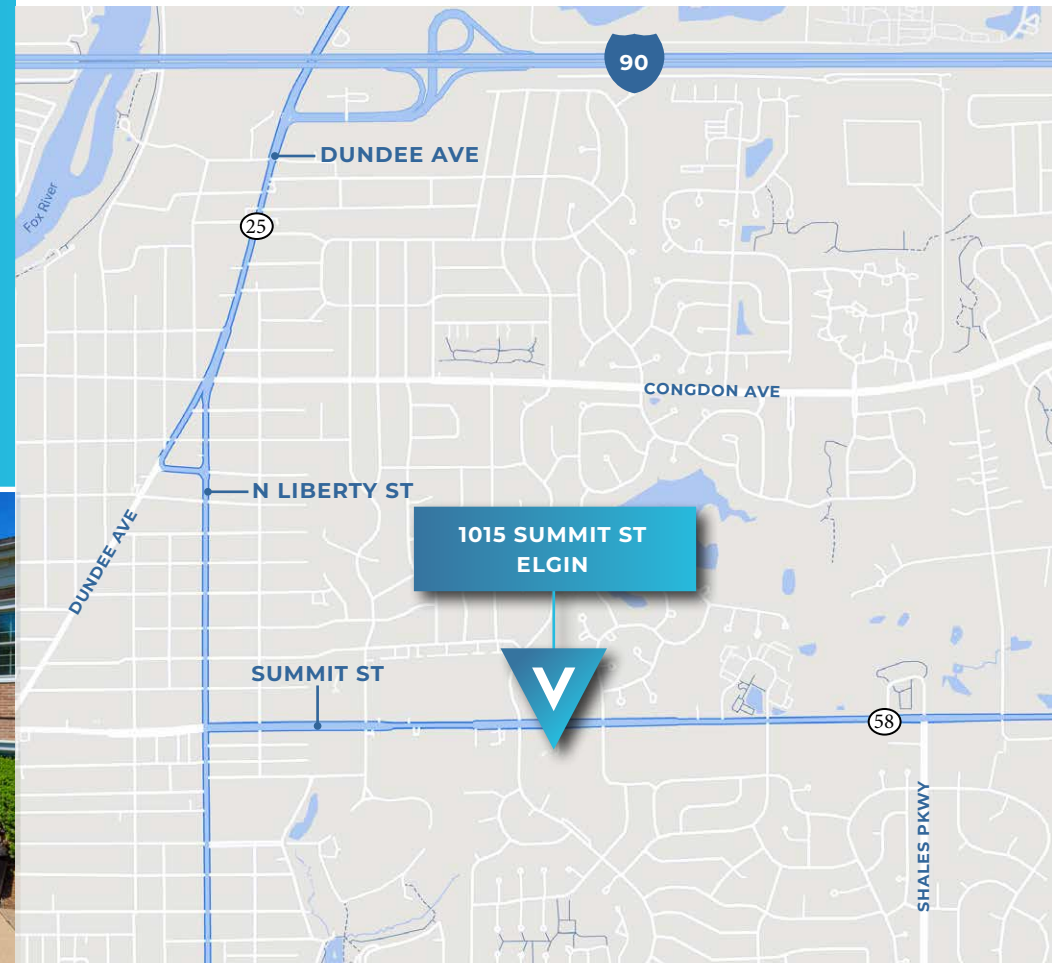 90
DUNDEE AVE
Fox River
25
CONGDON AVE
N LIBERTY ST
1015 SUMMIT ST
ELGIN
DUNDEE AVE
SUMMIT ST
V
58
SHALES PKWY